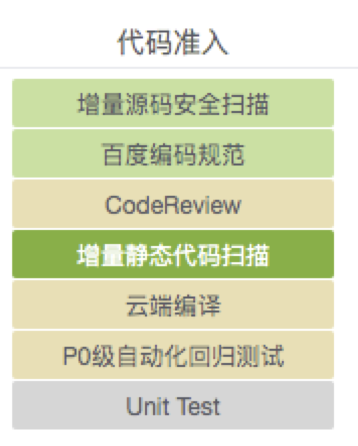 代码准入
增量源码安全扫描
百度编码规范
CodeReview
增量静态代码扫描
云端编译
P0级自动化回归测试
Unit Test